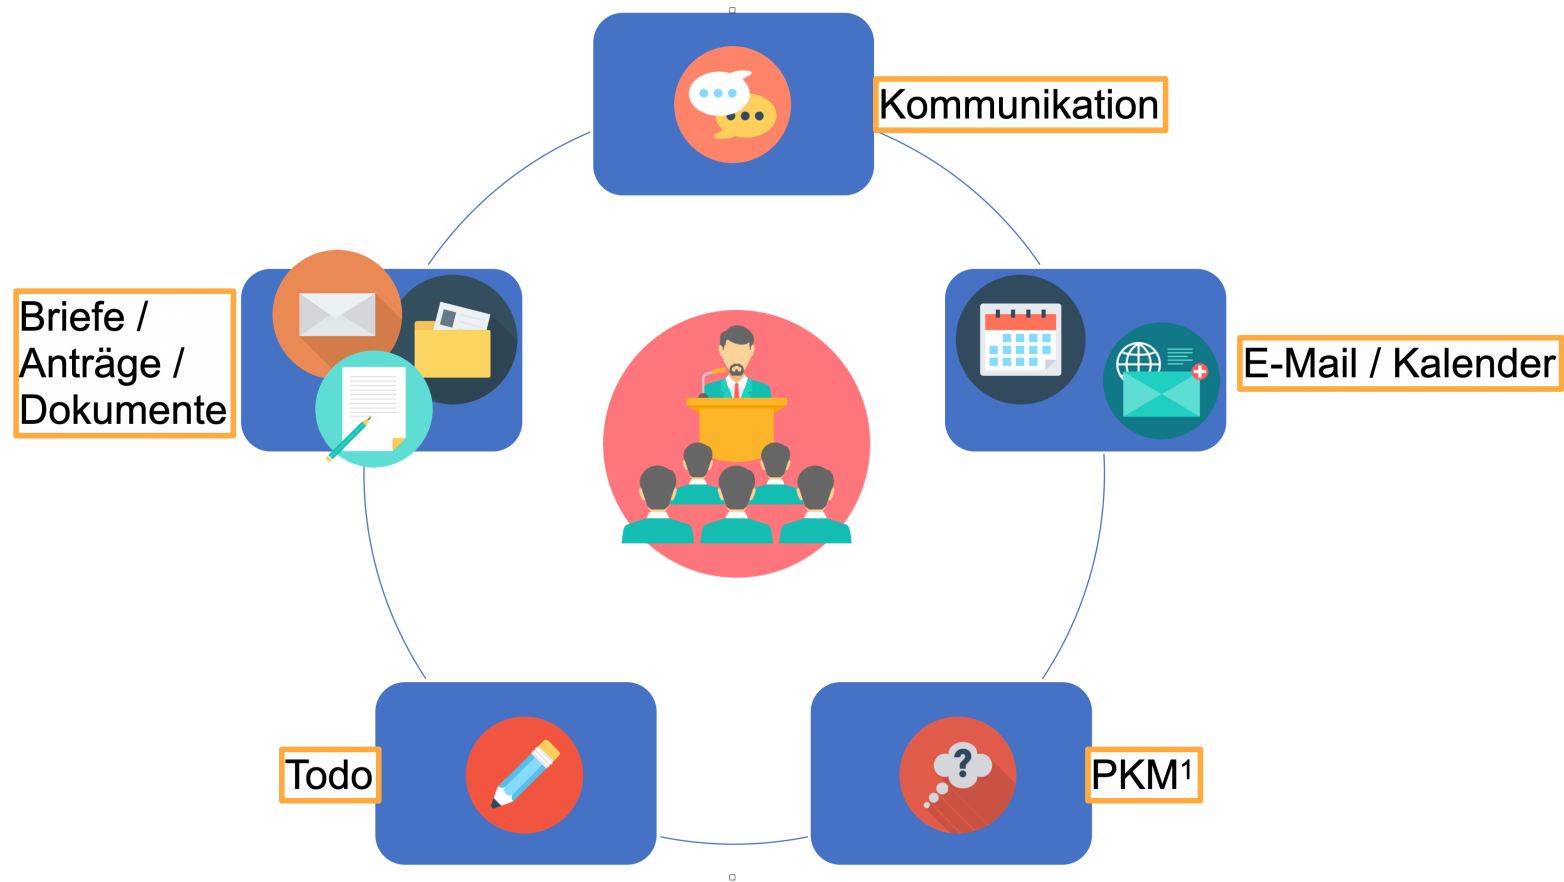 Kommunikation
Briefe /
Anträge /
Dokumente
E-Mail / Kalender
Todo
?
PKM¹